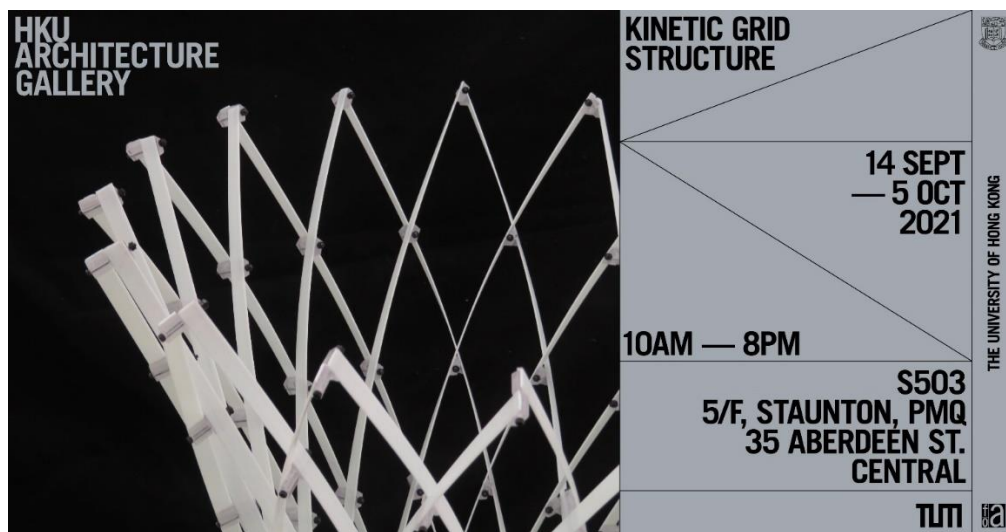 HKU
ARCHITECTURE
GALLERY
KINETIC GRID
STRUCTURE
14 SEPT
— 5 OCT
2021
10AM — 8PM
S503
5/F, STAUNTON, PMQ
35 ABERDEEN ST.
CENTRAL
TUM
THE UNIVERSITY OF HONG KONG